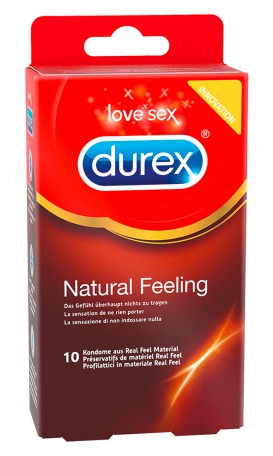 love sex
INNOVATION
durex®
Natural Feeling
Das Gefühl überhaupt nichts zu tragen
La sensation de ne rien porter
La sensazione di non indossare nulla
10 Kondome aus Real Feel Material
Préservatifs de matériel Real Feel
Profilattici in materiale Real Feel